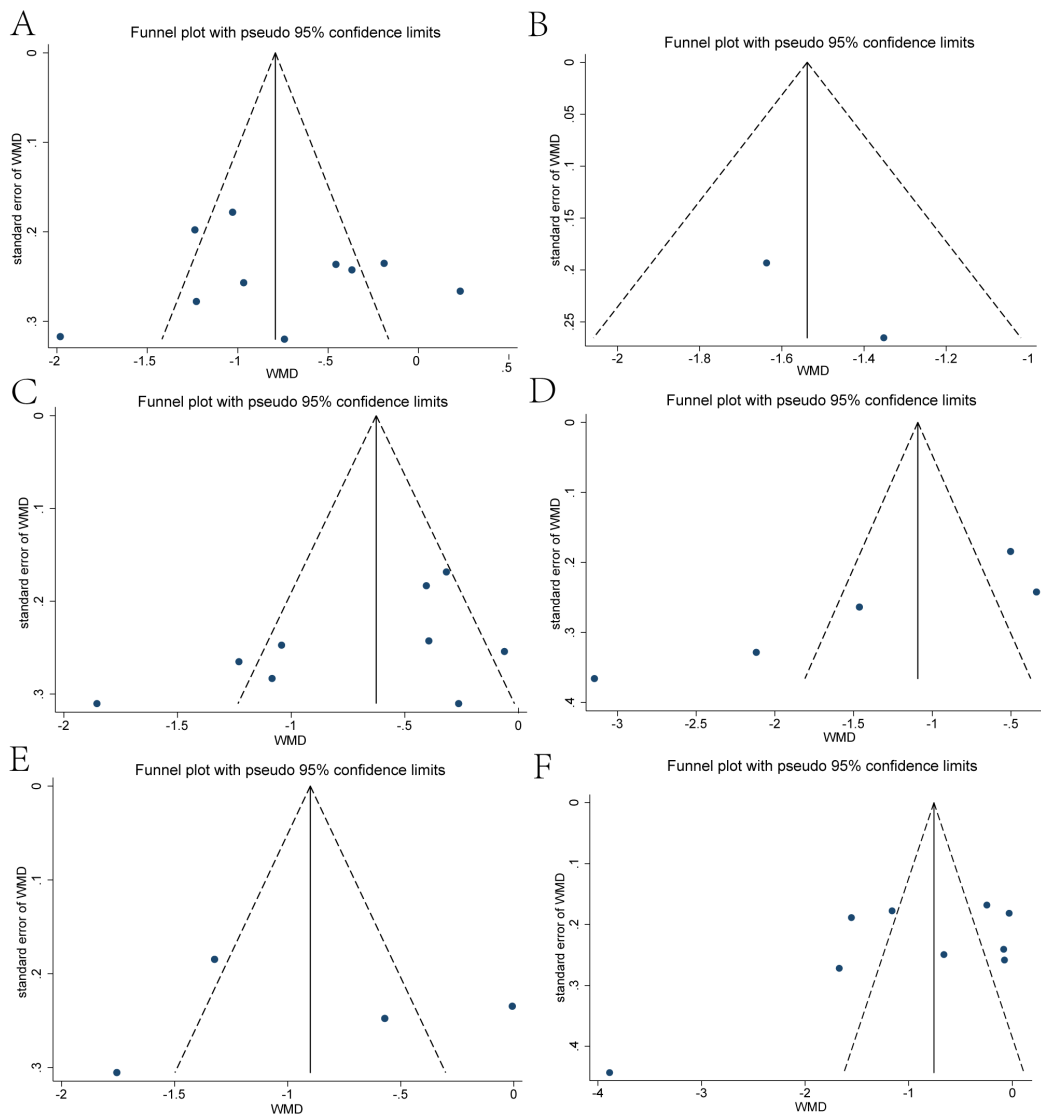 A
Funnel plot with pseudo 95% confidence limits
standard error of WMD
0
.1
.2
.3
-2
-1.5
-1
-.5
0
.5
WMD
B
Funnel plot with pseudo 95% confidence limits
standard error of WMD
0
.05
.1
.15
.2
.25
-2
-1.8
-1.6
-1.4
-1.2
-1
WMD
C
Funnel plot with pseudo 95% confidence limits
standard error of WMD
0
.1
.2
.3
-2
-1.5
-1
-.5
0
WMD
D
Funnel plot with pseudo 95% confidence limits
standard error of WMD
0
.1
.2
.3
.4
-3
-2.5
-2
-1.5
-1
-.5
WMD
E
Funnel plot with pseudo 95% confidence limits
standard error of WMD
0
.1
.2
.3
-2
-1.5
-1
-.5
0
WMD
F
Funnel plot with pseudo 95% confidence limits
standard error of WMD
0
.1
.2
.3
.4
-4
-3
-2
-1
0
WMD